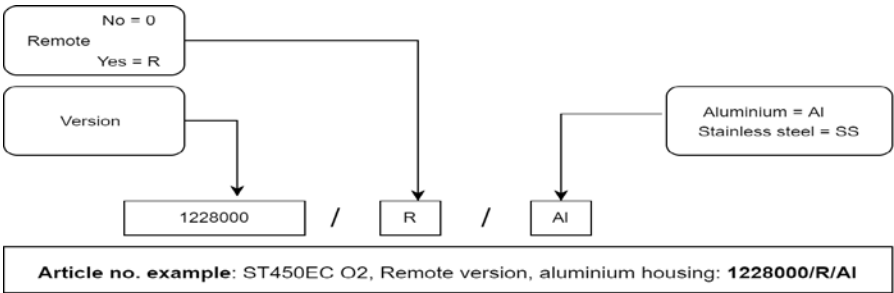 No = 0
Remote
Yes = R
Version
Aluminium = Al
Stainless steel = SS
1228000 / R / Al
Article no. example: ST450EC O2, Remote version, aluminium housing: 1228000/R/Al